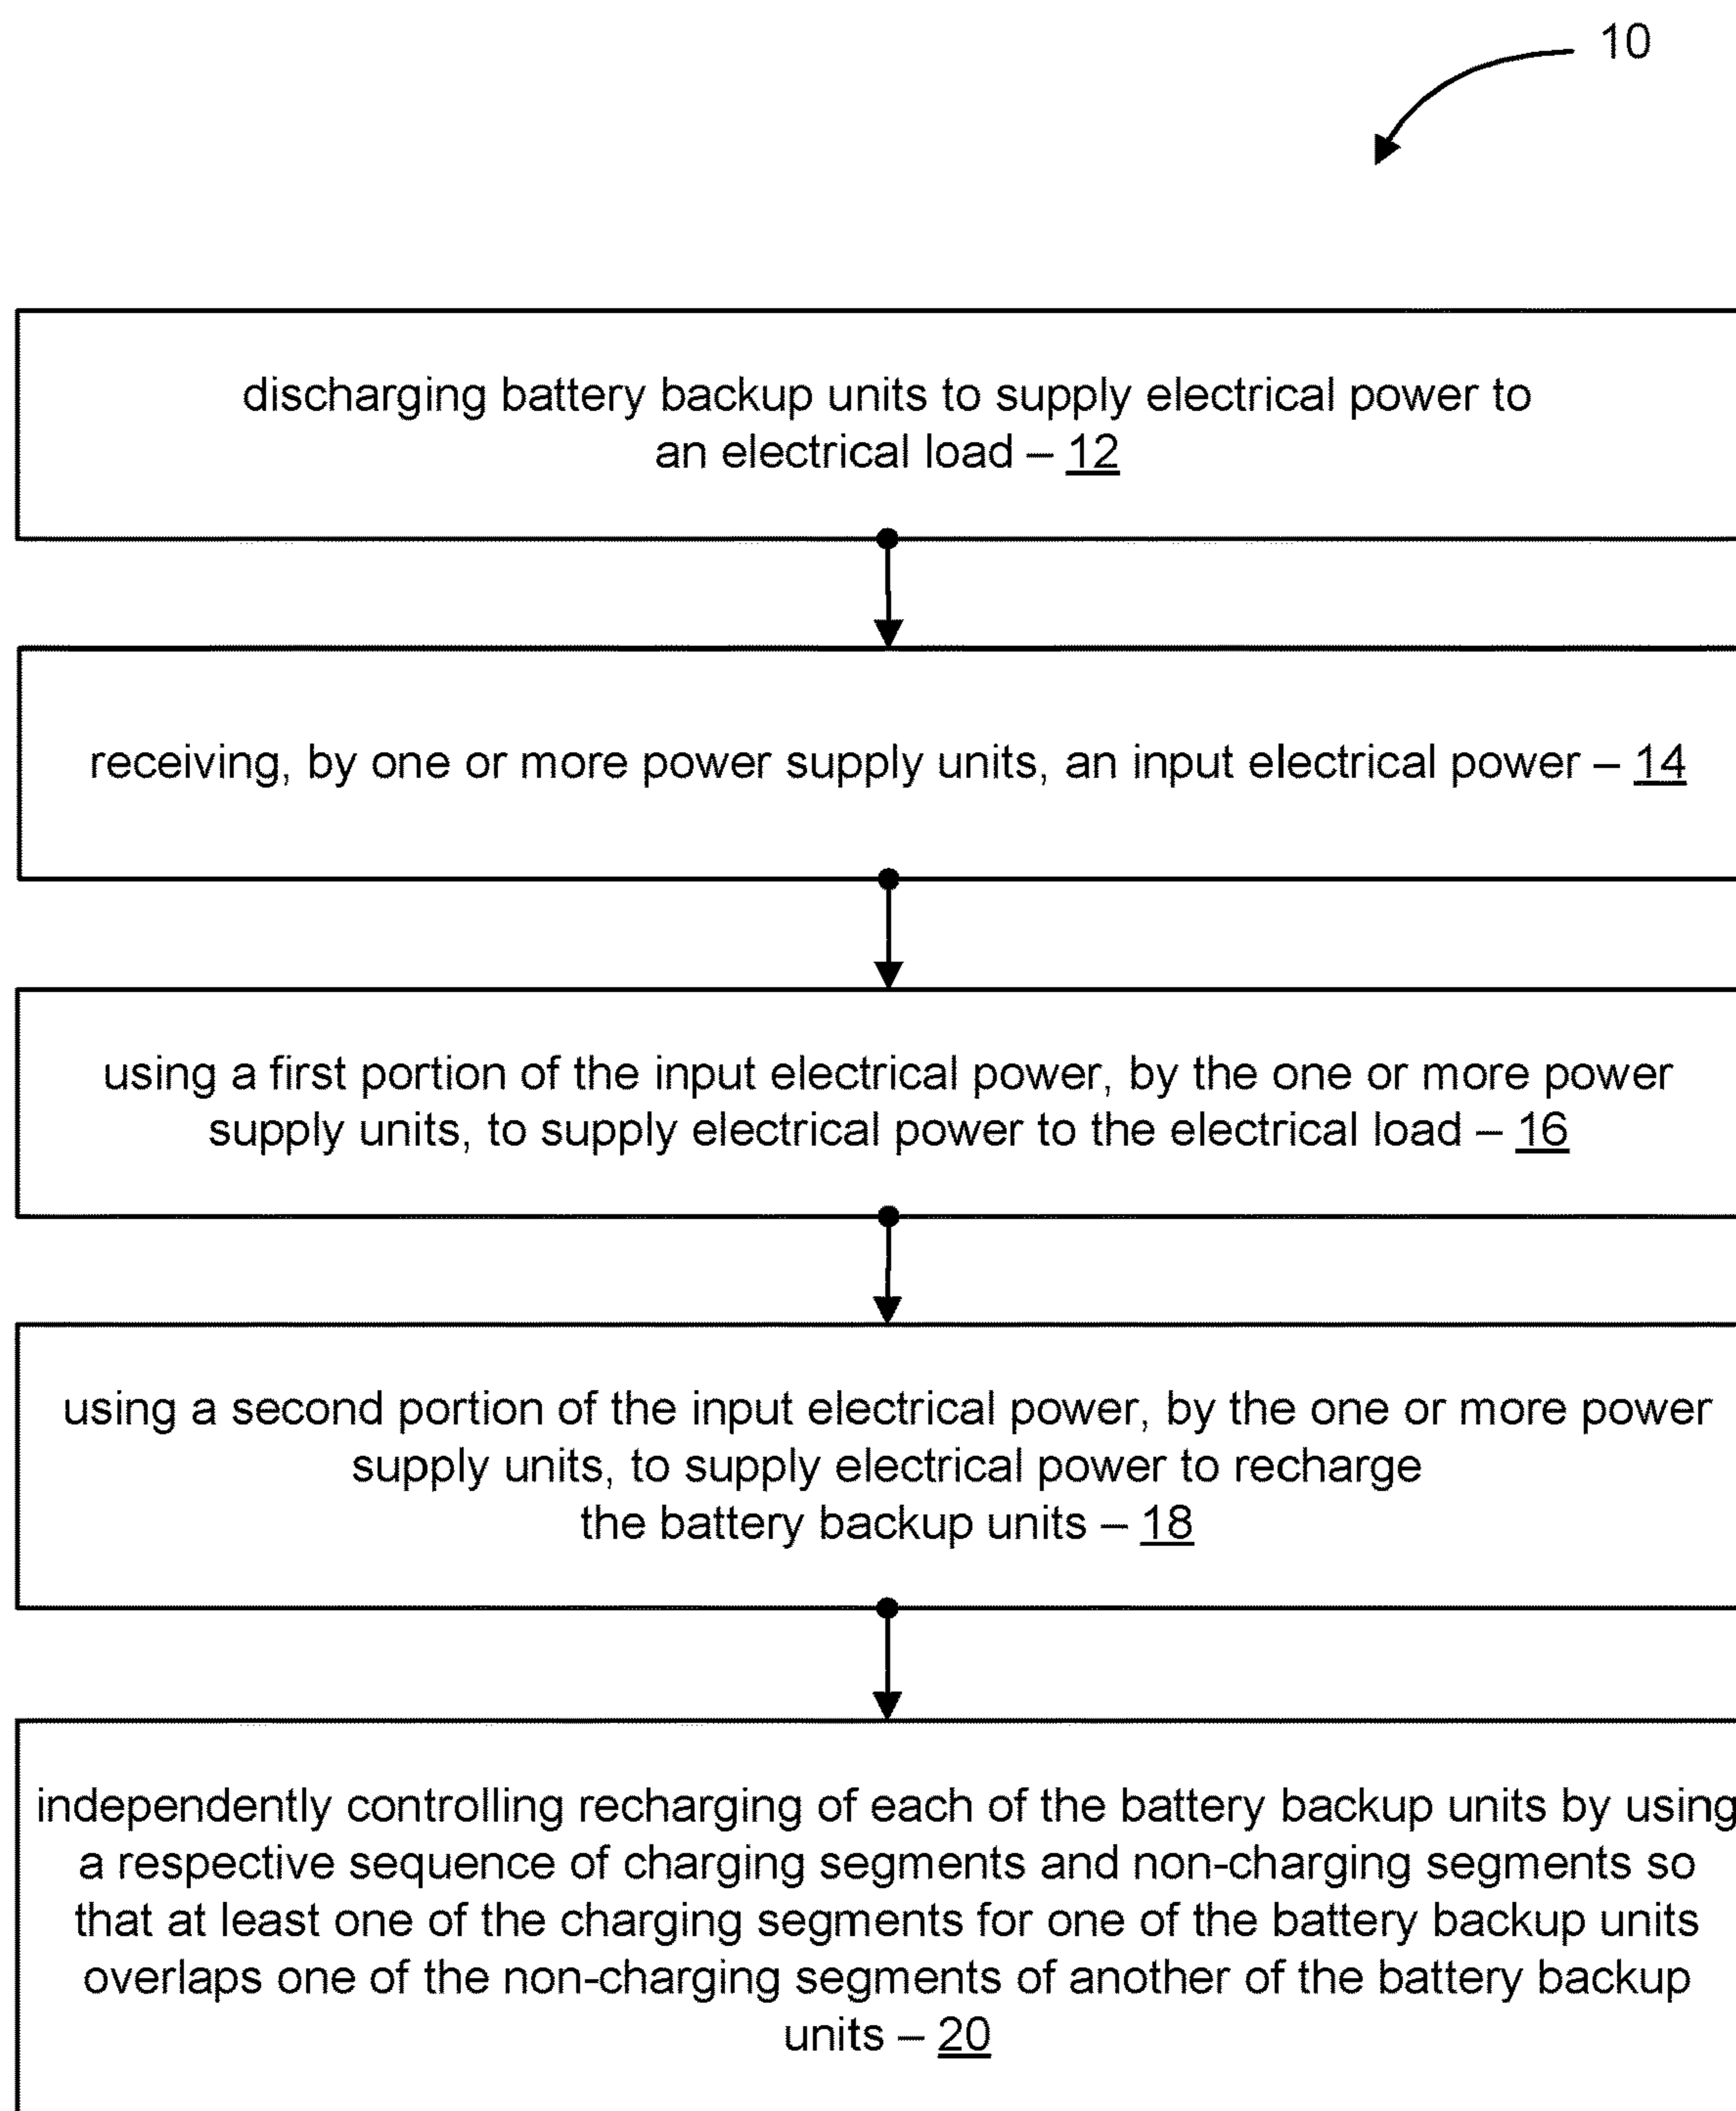 10
discharging battery backup units to supply electrical power to
an electrical load – 12
receiving, by one or more power supply units, an input electrical power – 14
using a first portion of the input electrical power, by the one or more power
supply units, to supply electrical power to the electrical load – 16
using a second portion of the input electrical power, by the one or more power
supply units, to supply electrical power to recharge
the battery backup units – 18
independently controlling recharging of each of the battery backup units by using
a respective sequence of charging segments and non-charging segments so
that at least one of the charging segments for one of the battery backup units
overlaps one of the non-charging segments of another of the battery backup
units – 20